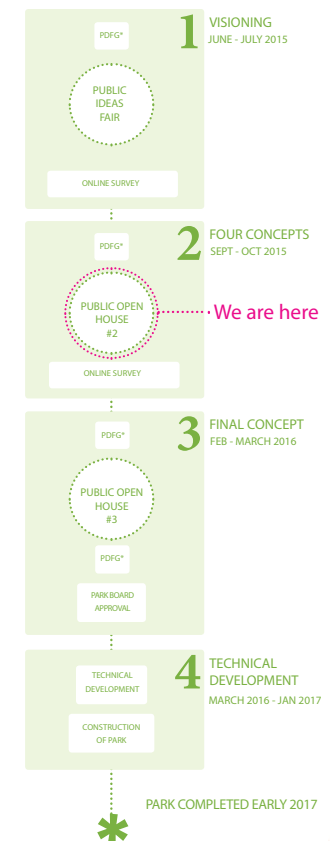 PDFG*
1
VISIONING
JUNE - JULY 2015
PUBLIC
IDEAS
FAIR
ONLINE SURVEY
2
FOUR CONCEPTS
SEPT - OCT 2015
PDFG*
PUBLIC OPEN
HOUSE
#2
We are here
ONLINE SURVEY
3
FINAL CONCEPT
FEB - MARCH 2016
PDFG*
PUBLIC OPEN
HOUSE
#3
PDFG*
PARK BOARD
APPROVAL
4
TECHNICAL
DEVELOPMENT
MARCH 2016 - JAN 2017
TECHNICAL
DEVELOPMENT
CONSTRUCTION
OF PARK
PARK COMPLETED EARLY 2017
*